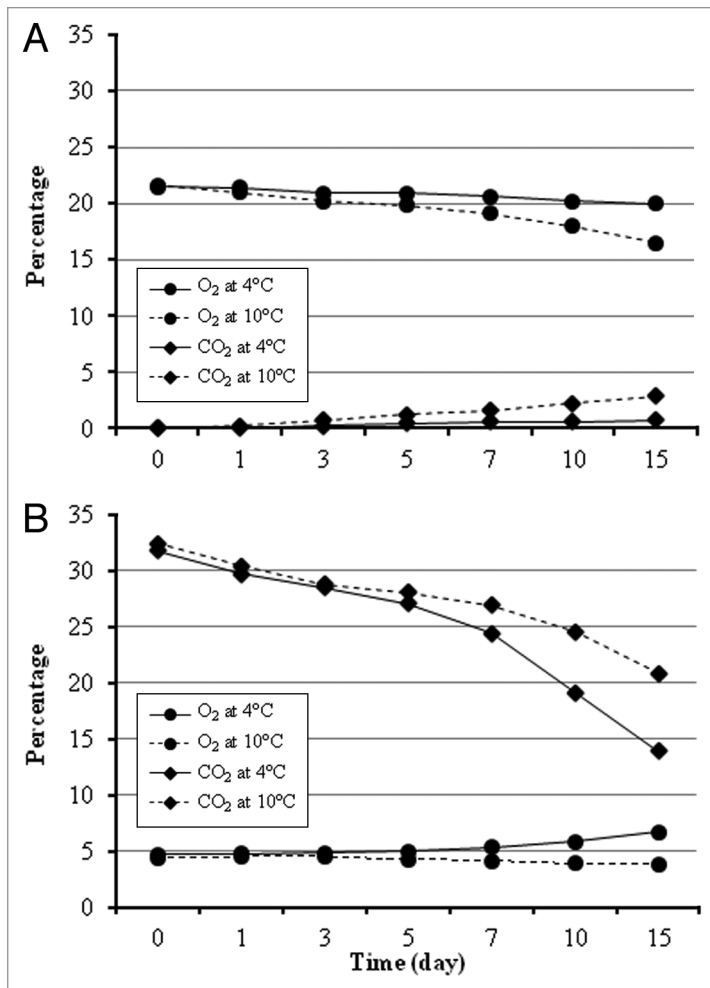 A
35
30
25
20
15
10
5
0
Percentage
O₂ at 4°C
O₂ at 10°C
CO₂ at 4°C
CO₂ at 10°C
0 1 3 5 7 10 15
B
35
30
25
20
15
10
5
0
Percentage
O₂ at 4°C
O₂ at 10°C
CO₂ at 4°C
CO₂ at 10°C
0 1 3 5 7 10 15
Time (day)